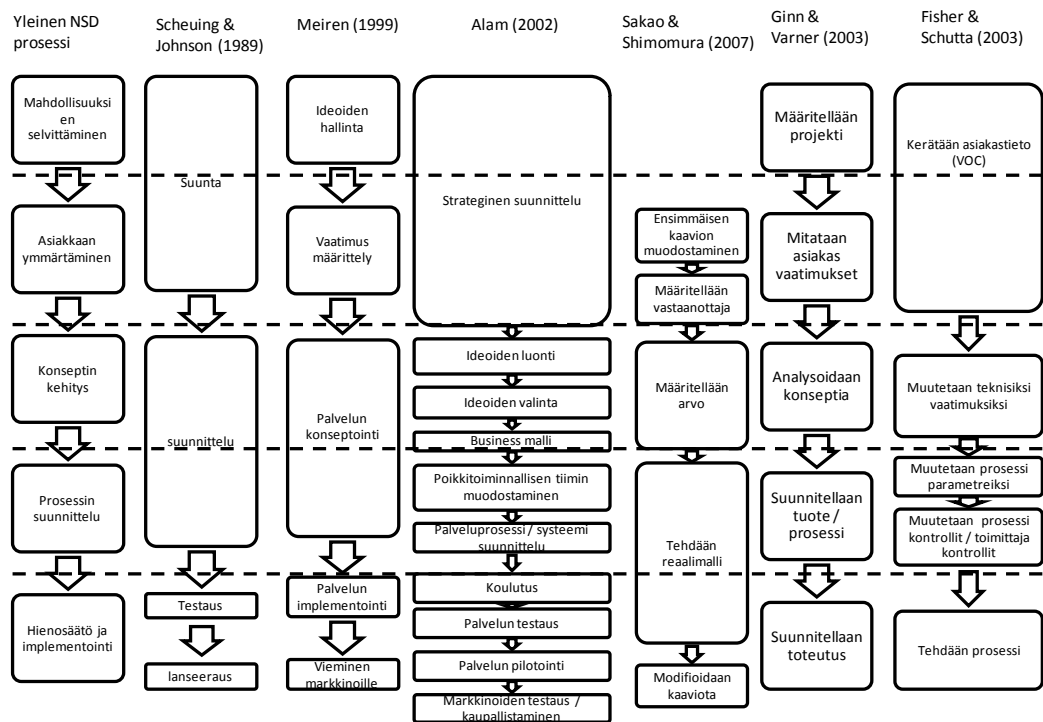 Yleinen NSD
prosessi
Mahdollisuuksi
en
selvittäminen
Asiakkaan
ymmärtäminen
Konseptin
kehitys
Prosessin
suunnittelu
Hienosäätö ja
implementointi
Scheuing &
Johnson (1989)
Suunta
suunnittelu
Testaus
lanseeraus
Meiren (1999)
Ideoiden
hallinta
Vaatimus
määrittely
Palvelun
konseptointi
Palvelun
implementointi
Vieminen
markkinoille
Alam (2002)
Strateginen suunnittelu
Ideoiden luonti
Ideoiden valinta
Business malli
Poikkitoiminnallisen tiimin
muodostaminen
Palveluprosessi / systeemi
suunnittelu
Koulutus
Palvelun testaus
Palvelun pilotointi
Markkinoiden testaus /
kaupallistaminen
Sakao &
Shimomura (2007)
Ensimmäisen
kaavion
muodostaminen
Määritellään
vastaanottaja
Määritellään
arvo
Tehdään
reaalimalli
Modifioidaan
kaaviota
Ginn &
Varner (2003)
Määritellään
projekti
Mitataan
asiakas
vaatimukset
Analysoidaan
konseptia
Suunnitellaan
tuote /
prosessi
Suunnitellaan
toteutus
Fisher &
Schutta (2003)
Kerätään asiakastieto
(VOC)
Muutetaan teknisiksi
vaatimuksiksi
Muutetaan prosessi
parametreiksi
Muutetaan prosessi
kontrollit / toimittaja
kontrollit
Tehdään prosessi